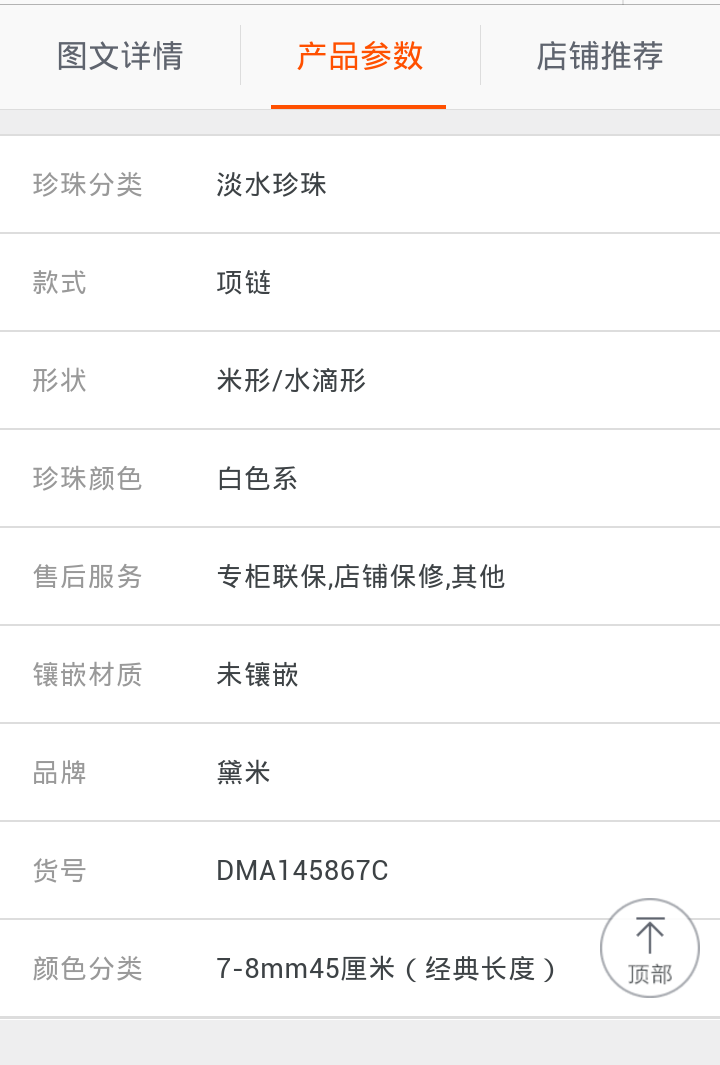 图文详情 产品参数 店铺推荐
珍珠分类 淡水珍珠
款式 项链
形状 米形/水滴形
珍珠颜色 白色系
售后服务 专柜联保,店铺保修,其他
镶嵌材质 未镶嵌
品牌 黛米
货号 DMA145867C
颜色分类 7-8mm45厘米（经典长度）
顶部